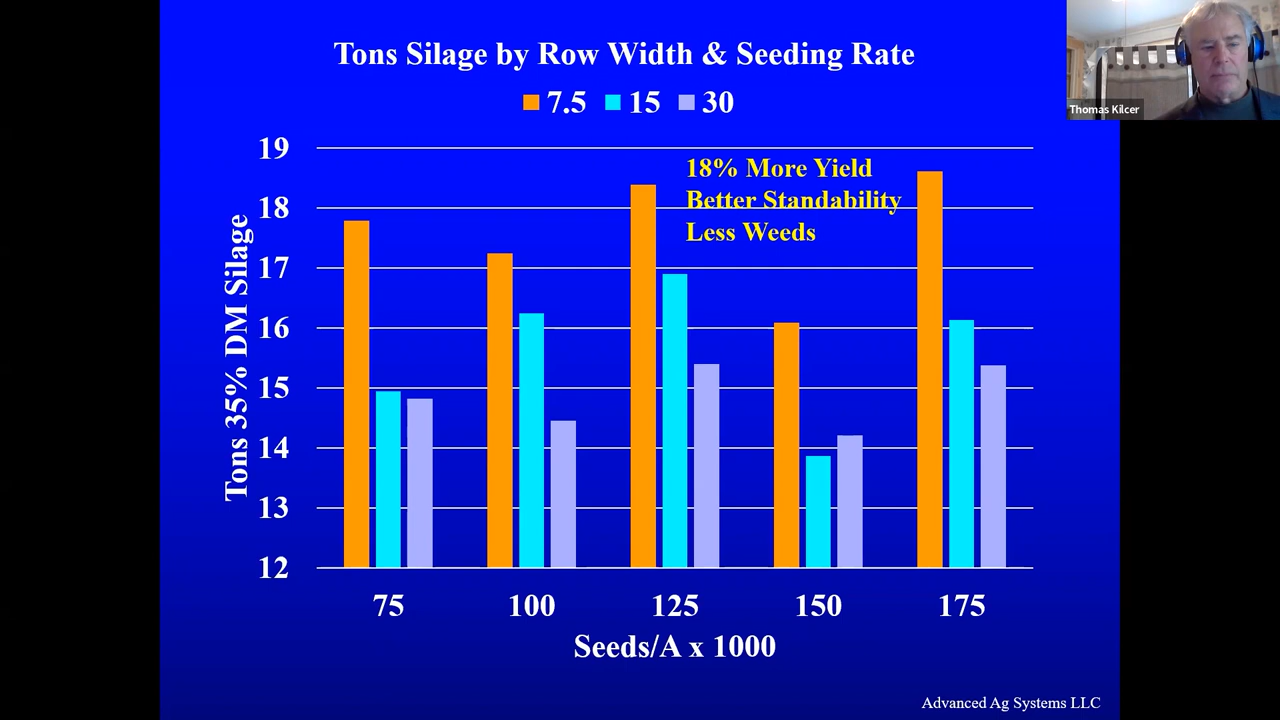 Tons Silage by Row Width & Seeding Rate
7.5 15 30
Thomas Kilcer
19
18
17
16
15
14
13
12
Tons 35% DM Silage
18% More Yield
Better Standability
Less Weeds
75 100 125 150 175
Seeds/A x 1000
Advanced Ag Systems LLC